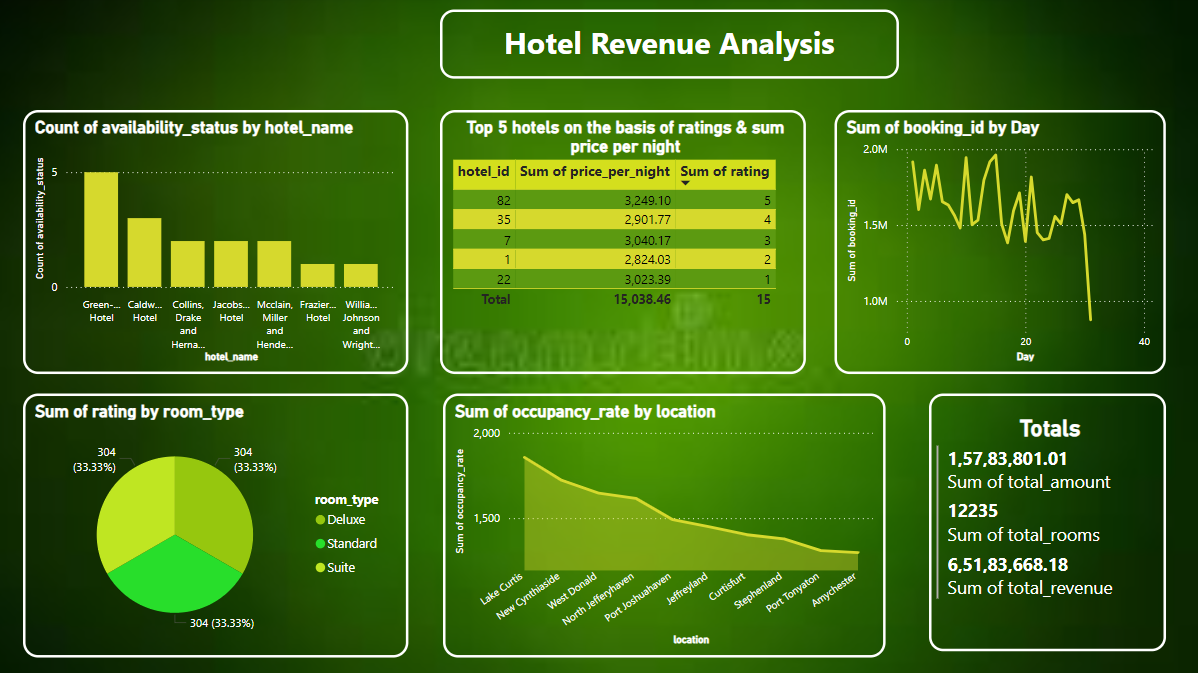 Hotel Revenue Analysis
Count of availability_status by hotel_name
Count of availability_status
5
0
Green-... Hotel
Caldw... Hotel
Collins, Drake and Herna...
Jacobs... Hotel
Mcclain, Miller and Hende...
Frazier... Hotel
Willia... Johnson and Wright...
hotel_name
Top 5 hotels on the basis of ratings & sum
price per night
hotel_id Sum of price_per_night Sum of rating
82 3,249.10 5
35 2,901.77 4
7 3,040.17 3
1 2,824.03 2
22 3,023.39 1
Total 15,038.46 15
Sum of booking_id by Day
Sum of booking_id
2.0M
1.5M
1.0M
0 20 40
Day
Sum of rating by room_type
304
(33.33%)
304
(33.33%)
304 (33.33%)
room_type
Deluxe
Standard
Suite
Sum of occupancy_rate by location
Sum of occupancy_rate
2,000
1,500
Lake Curtis
New Cynthiaside
West Donald
North Jefferyhaven
Port Joshuahaven
Jeffreyland
Curtisfurt
Stephenland
Port Tonyaton
Amychester
location
Totals
1,57,83,801.01
Sum of total_amount
12235
Sum of total_rooms
6,51,83,668.18
Sum of total_revenue
dreamstime